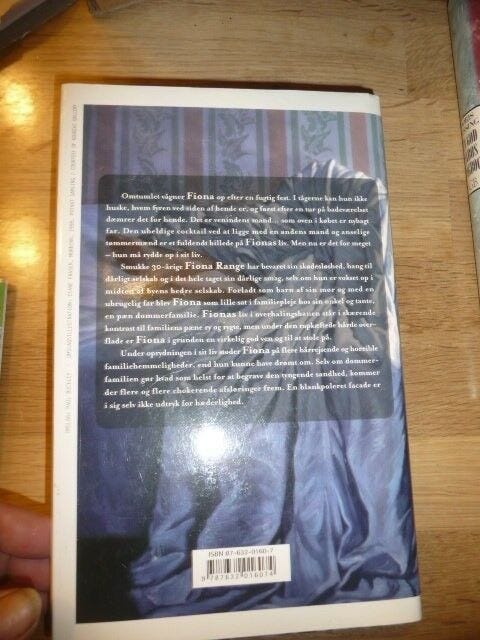 Omtumlet vågner Fiona op efter en fugtig fest. I tågerne kan hun ikke
huske, hvem fyren ved siden af hende er, og først efter en tur på badeværelset
dæmrer det for hende. Det er venindens mand... som oven i købet er nybagt
far. Den uheldige cocktail ved at ligge med en andens mand og anselige
tømmermænd er et fuldendt billede på Fionas liv. Men nu er det for meget
– hun må rydde op i sit liv.
Smukke 30-årige Fiona Range har bevaret sin skødesløshed, hang til
dårligt selskab og i det hele taget sin dårlige smag, selv om hun er vokset op i
midten af byens bedre selskab. Forladt som barn af sin mor og med en
ubrugelig far blev Fiona som lille sat i familiepleje hos sin onkel og tante,
en pæn dommerfamilie. Fionas liv i overhalingsbanen står i skærende
kontrast til familiens pæne ry og rygte, men under den rapkæftede hårde over-
flade er Fiona i grunden en virkelig god ven og til at stole på.
Under oprydningen i sit liv støder Fiona på flere hårrejsende og horrible
familiehemmeligheder, end hun kunne have drømt om. Selv om dommer-
familien gør hvad som helst for at begrave den tyngende sandhed, kommer
der flere og flere chokerende afsløringer frem. En blankpoleret facade er
i sig selv ikke udtryk for hæderlighed.
ISBN 87-632-0160-7
9 788763 201607